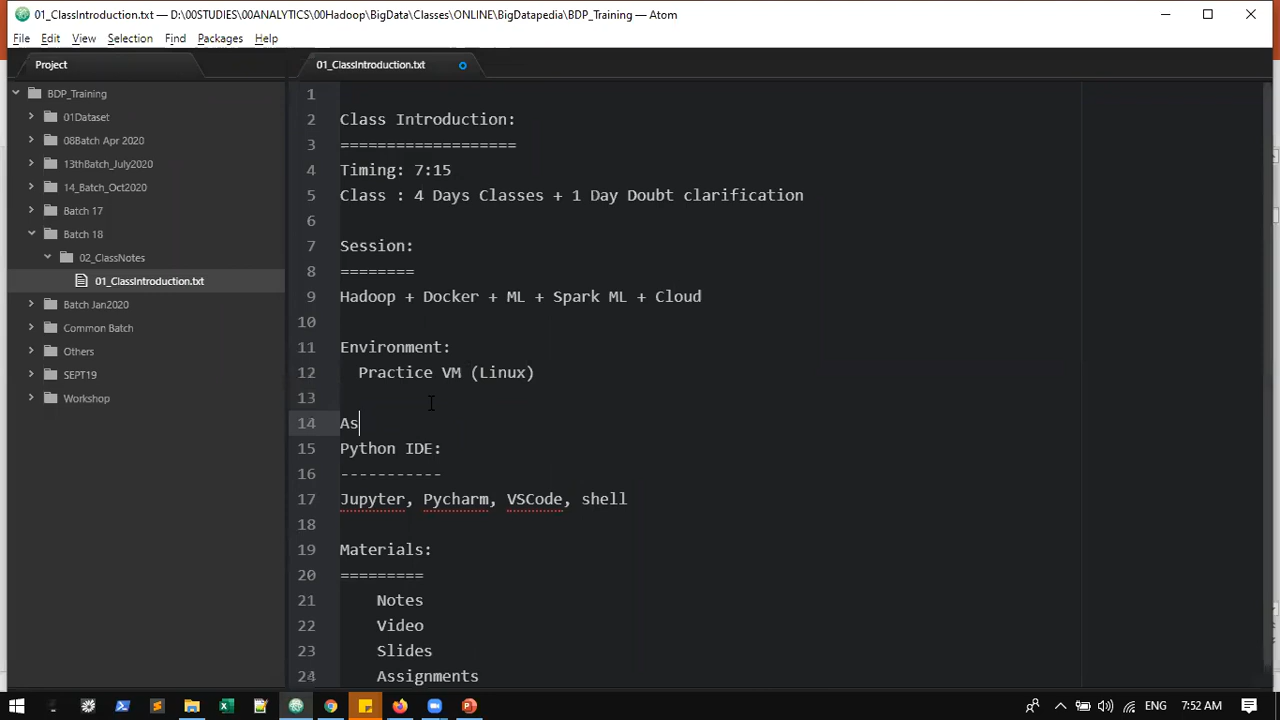 01_ClassIntroduction.txt — D:\00STUDIES\00ANALYTICS\00Hadoop\BigData\Classes\ONLINE\BigDatapedia\BDP_Training — Atom
File Edit View Selection Find Packages Help
Project
01_ClassIntroduction.txt
BDP_Training
01Dataset
08Batch Apr 2020
13thBatch_July2020
14_Batch_Oct2020
Batch 17
Batch 18
02_ClassNotes
01_ClassIntroduction.txt
Batch Jan2020
Common Batch
Others
SEPT19
Workshop
1
2 Class Introduction:
3 ===================
4 Timing: 7:15
5 Class : 4 Days Classes + 1 Day Doubt clarification
6
7 Session:
8 ========
9 Hadoop + Docker + ML + Spark ML + Cloud
10
11 Environment:
12 Practice VM (Linux)
13
14 As
15 Python IDE:
16 -----------
17 Jupyter, Pycharm, VSCode, shell
18
19 Materials:
20 =========
21 Notes
22 Video
23 Slides
24 Assignments
ENG 7:52 AM